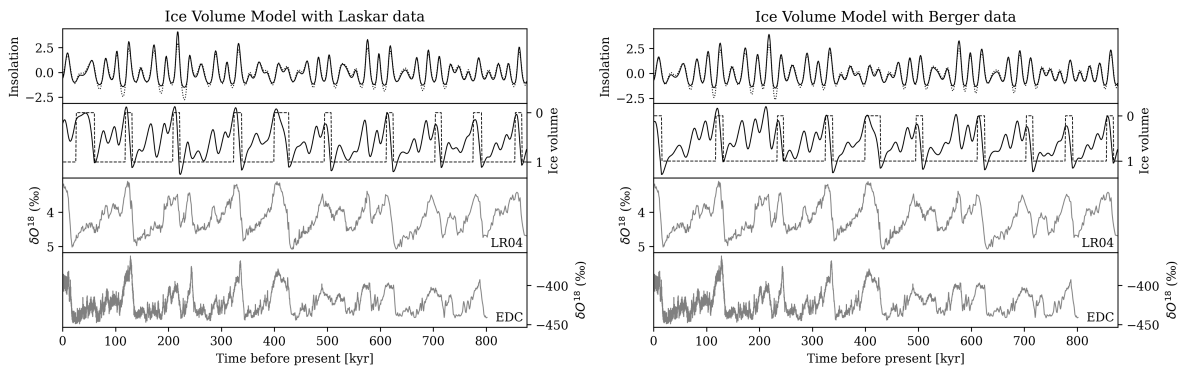 Ice Volume Model with Laskar data
Insolation
2.5
0.0
−2.5
0
1
Ice volume
δO¹⁸ (‰)
4
5
LR04
−400
−450
δO¹⁸ (‰)
EDC
0 100 200 300 400 500 600 700 800
Time before present [kyr]
Ice Volume Model with Berger data
Insolation
2.5
0.0
−2.5
0
1
Ice volume
δO¹⁸ (‰)
4
5
LR04
−400
−450
δO¹⁸ (‰)
EDC
0 100 200 300 400 500 600 700 800
Time before present [kyr]